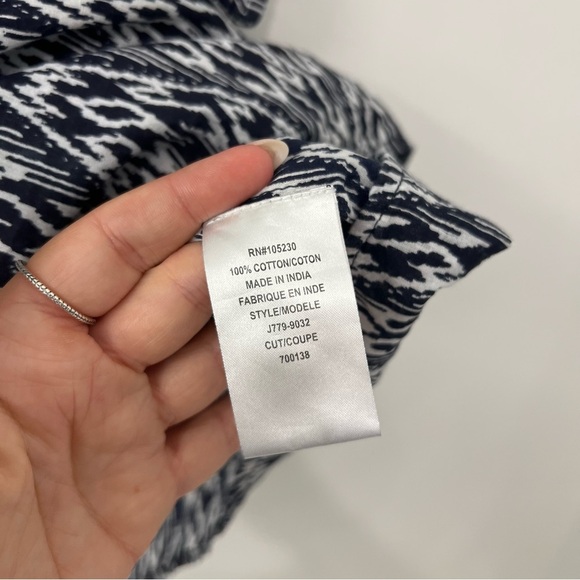 RN#105230
100% COTTON/COTON
MADE IN INDIA
FABRIQUE EN INDE
STYLE/MODELE
J779-9032
CUT/COUPE
700138